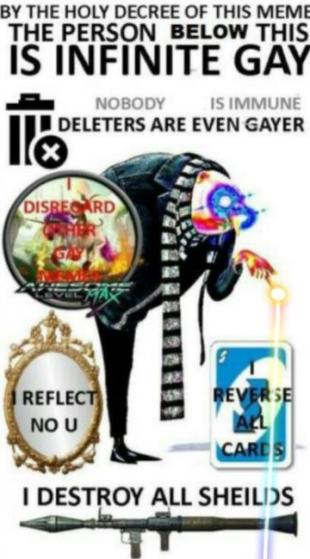 BY THE HOLY DECREE OF THIS MEME
THE PERSON BELOW THIS
IS INFINITE GAY
NOBODY IS IMMUNE
DELETERS ARE EVEN GAYER
I
DISREGARD
OTHER
GAY
MEMES
AWESOME
LEVEL MAX
I REFLECT
NO U
I
REVERSE
ALL
CARDS
I DESTROY ALL SHEILDS